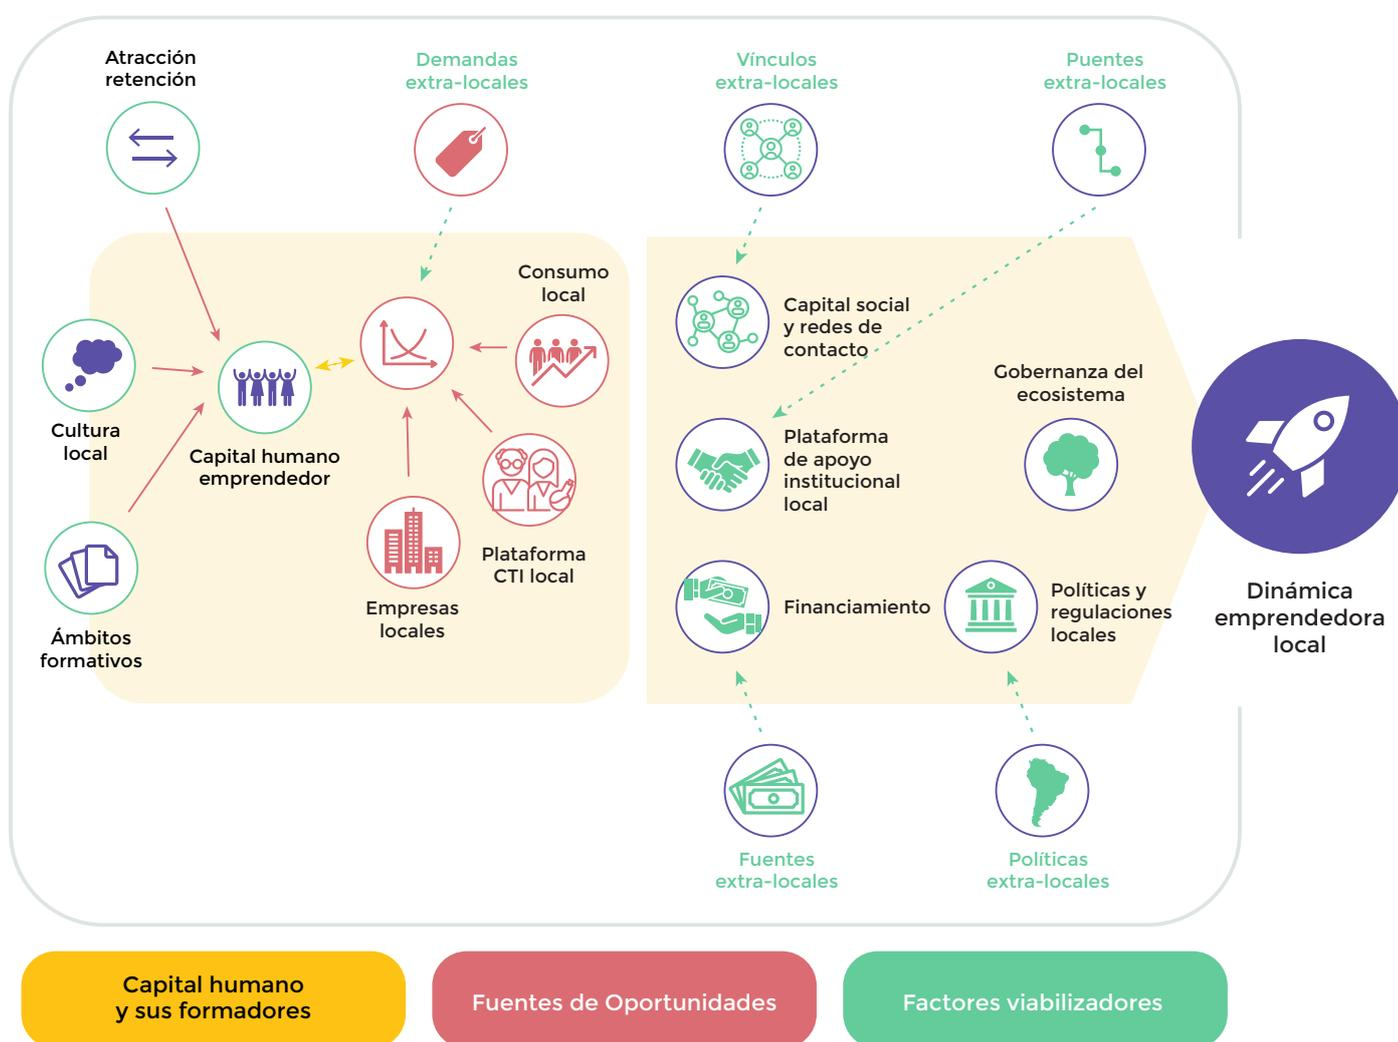 Atracción
retención
Demandas
extra-locales
Vínculos
extra-locales
Puentes
extra-locales
Consumo
local
Capital social
y redes de
contacto
Gobernanza del
ecosistema
Cultura
local
Capital humano
emprendedor
Plataforma
de apoyo
institucional
local
Plataforma
CTI local
Empresas
locales
Ámbitos
formativos
Financiamiento
Políticas y
regulaciones
locales
Dinámica
emprendedora
local
Fuentes
extra-locales
Políticas
extra-locales
Capital humano
y sus formadores
Fuentes de Oportunidades
Factores viabilizadores